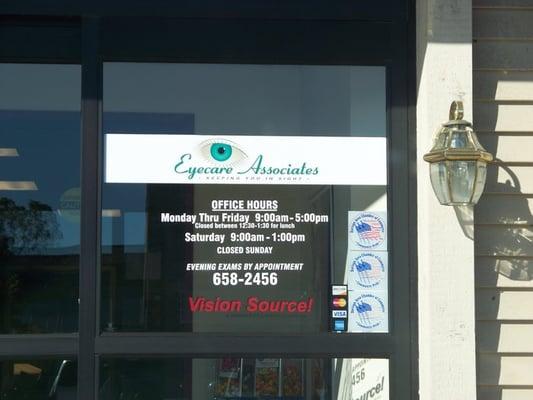 Eyecare Associates
- KEEPING YOU IN SIGHT -
OFFICE HOURS
Monday Thru Friday 9:00am-5:00pm
Closed between 12:30-1:30 for lunch
Saturday 9:00am-1:00pm
CLOSED SUNDAY
EVENING EXAMS BY APPOINTMENT
658-2456
Vision Source!
VISA
456
ource!